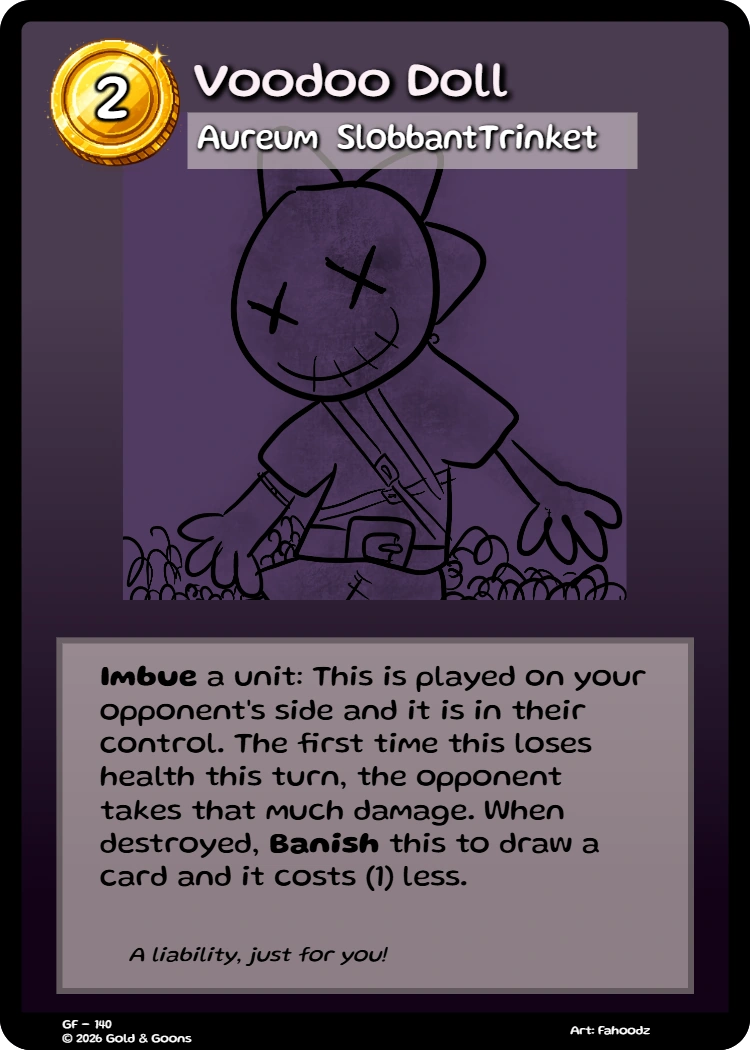 2
Voodoo Doll
Aureum SlobbantTrinket
Imbue a unit: This is played on your
opponent's side and it is in their
control. The first time this loses
health this turn, the opponent
takes that much damage. When
destroyed, Banish this to draw a
card and it costs (1) less.
A liability, just for you!
GF - 140
© 2026 Gold & Goons
Art: Fahoodz